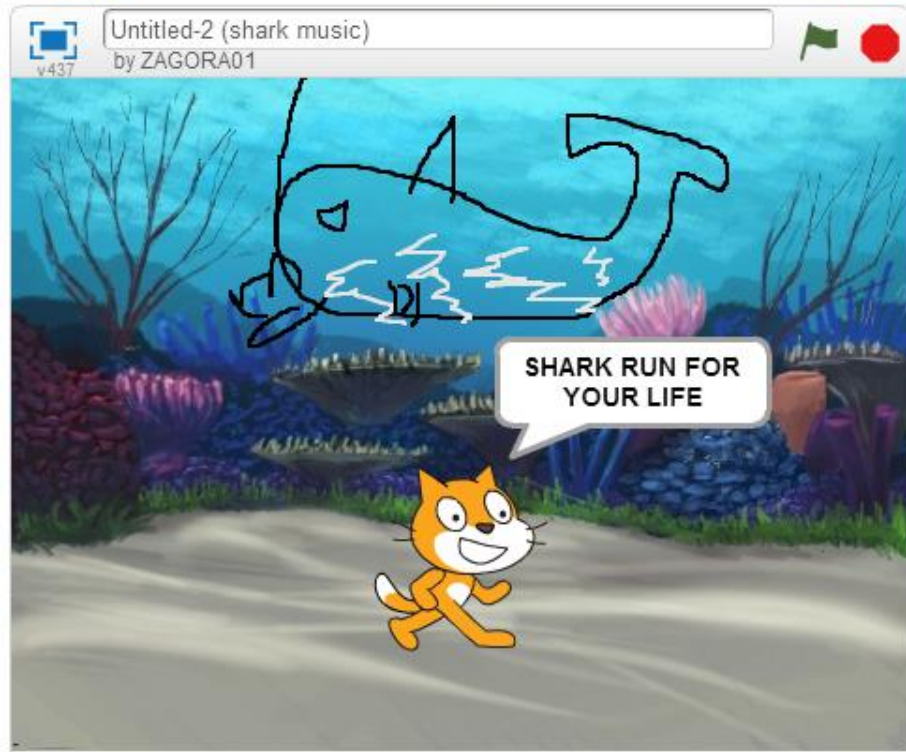 Untitled-2 (shark music)
by ZAGORA01
v437
SHARK RUN FOR
YOUR LIFE